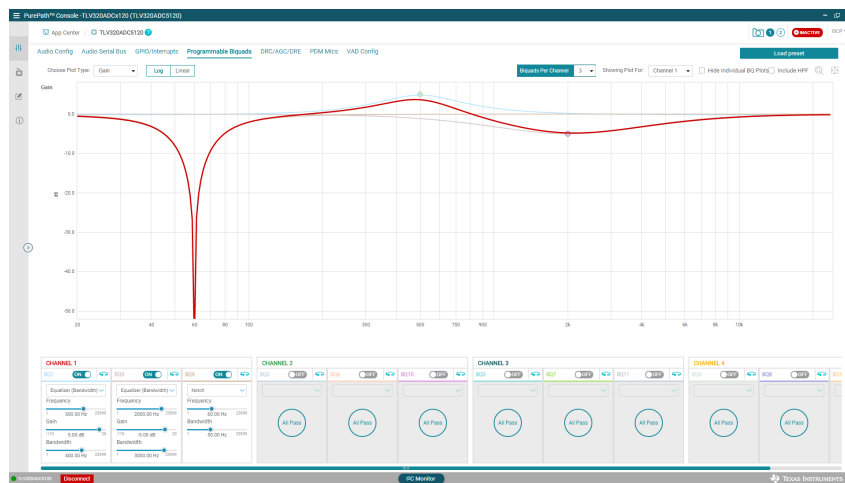 PurePath™ Console -TLV320ADCx120 (TLV320ADC5120)
App Center / TLV320ADC5120
INACTIVE
Audio Config Audio Serial Bus GPIO/Interrupts Programmable Biquads DRC/AGC/DRE PDM Mics VAD Config
Load preset
Choose Plot Type: Gain Log Linear Biquads Per Channel 3 Showing Plot For: Channel 1 Hide Individual BQ Plots Include HPF
Gain
0.0
-10.0
-20.0
-30.0
-40.0
-50.0
dB
20 40 60 80 100 300 500 700 900 2k 4k 6k 8k 10k
CHANNEL 1 CHANNEL 2 CHANNEL 3 CHANNEL 4
BQ1 ON BQ5 ON BQ9 ON BQ2 OFF BQ6 OFF BQ10 OFF BQ3 OFF BQ7 OFF BQ11 OFF BQ4 OFF BQ8 OFF
Equalizer (Bandwidth) Equalizer (Bandwidth) Notch
Frequency Frequency Frequency
500.00 Hz 2000.00 Hz 60.00 Hz
Gain Gain Bandwidth
5.00 dB 20 -5.00 dB 20 50.00 Hz
Bandwidth Bandwidth
400.00 Hz 3000.00 Hz
All Pass All Pass All Pass All Pass All Pass All Pass All Pass All Pass
Disconnect
I²C Monitor
TEXAS INSTRUMENTS